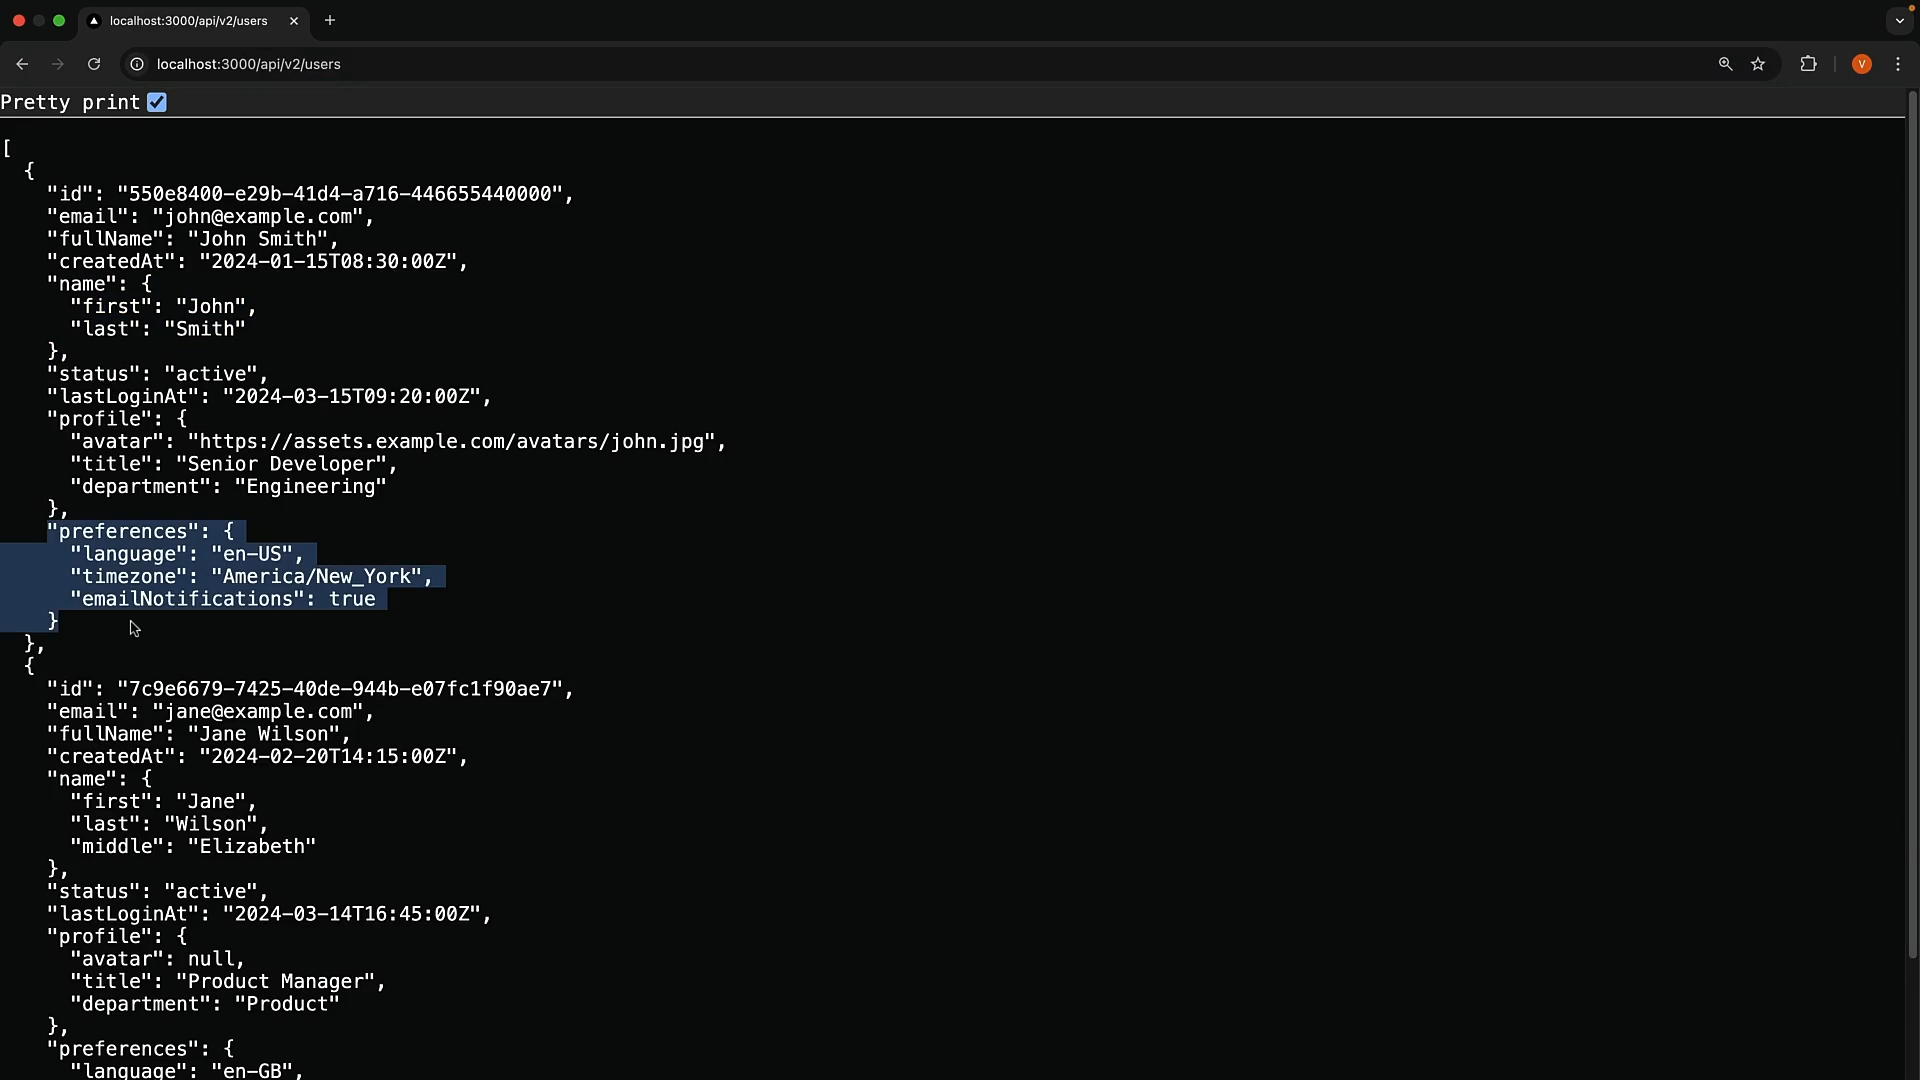 localhost:3000/api/v2/users
localhost:3000/api/v2/users
V
Pretty print
[
  {
    "id": "550e8400-e29b-41d4-a716-446655440000",
    "email": "john@example.com",
    "fullName": "John Smith",
    "createdAt": "2024-01-15T08:30:00Z",
    "name": {
      "first": "John",
      "last": "Smith"
    },
    "status": "active",
    "lastLoginAt": "2024-03-15T09:20:00Z",
    "profile": {
      "avatar": "https://assets.example.com/avatars/john.jpg",
      "title": "Senior Developer",
      "department": "Engineering"
    },
    "preferences": {
      "language": "en-US",
      "timezone": "America/New_York",
      "emailNotifications": true
    }
  },
  {
    "id": "7c9e6679-7425-40de-944b-e07fc1f90ae7",
    "email": "jane@example.com",
    "fullName": "Jane Wilson",
    "createdAt": "2024-02-20T14:15:00Z",
    "name": {
      "first": "Jane",
      "last": "Wilson",
      "middle": "Elizabeth"
    },
    "status": "active",
    "lastLoginAt": "2024-03-14T16:45:00Z",
    "profile": {
      "avatar": null,
      "title": "Product Manager",
      "department": "Product"
    },
    "preferences": {
      "language": "en-GB",